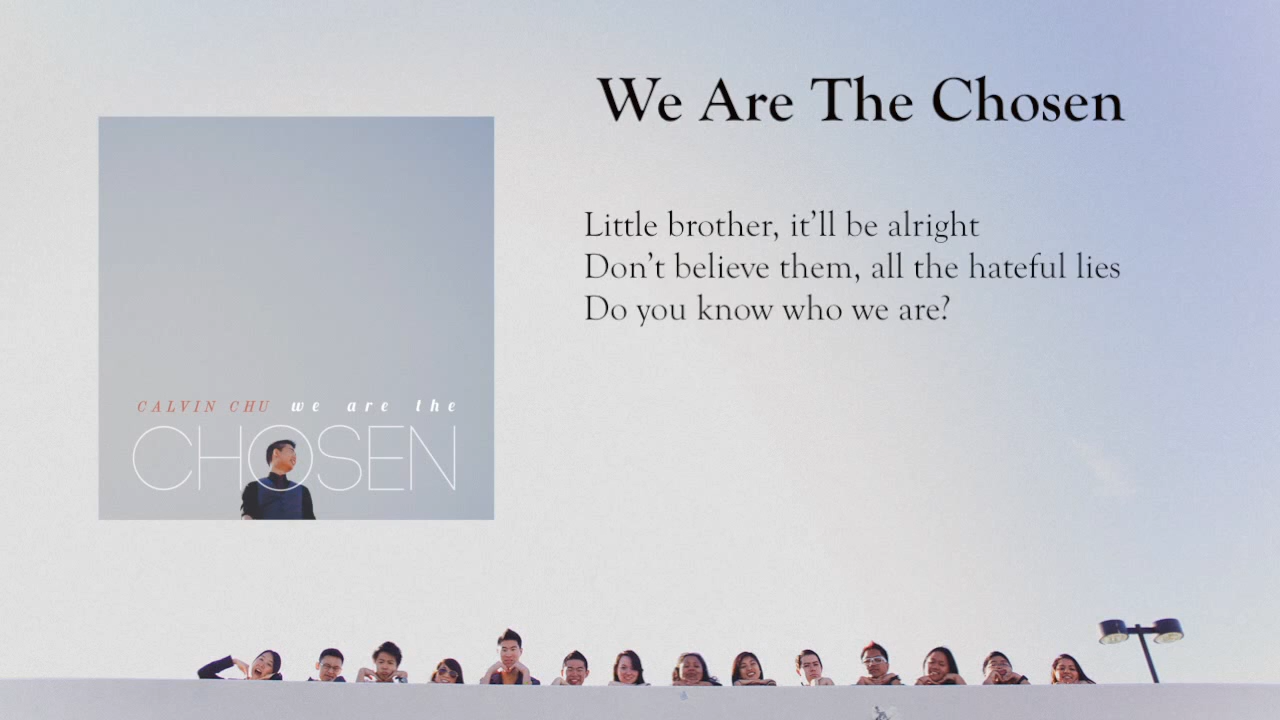 We Are The Chosen
Little brother, it’ll be alright
Don’t believe them, all the hateful lies
Do you know who we are?
CALVIN CHU we are the
CHOSEN